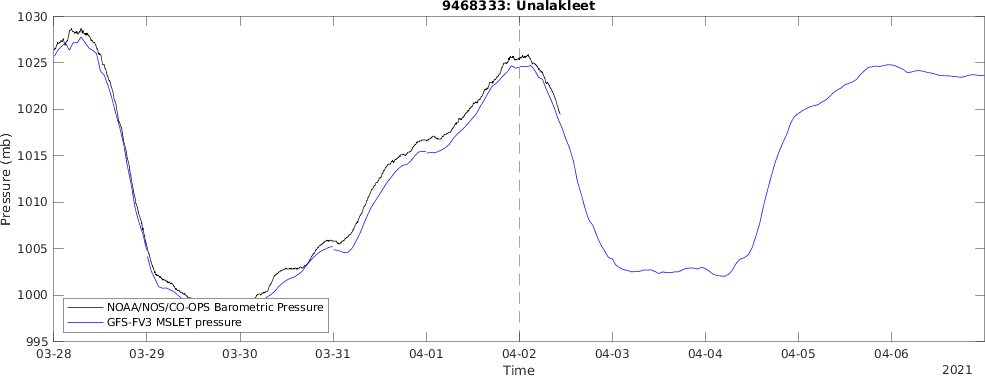 9468333: Unalakleet
Pressure (mb)
1030
1025
1020
1015
1010
1005
1000
995
NOAA/NOS/CO-OPS Barometric Pressure
GFS-FV3 MSLET pressure
03-28 03-29 03-30 03-31 04-01 04-02 04-03 04-04 04-05 04-06
Time
2021